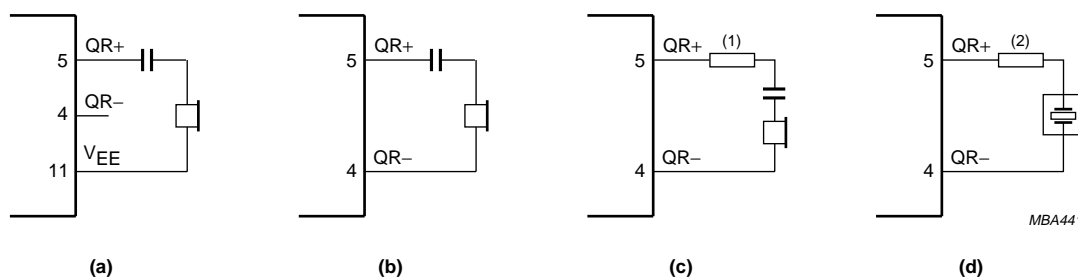 5 QR+
4 QR−
11 VEE
(a)
5 QR+
4 QR−
(b)
5 QR+ (1)
4 QR−
(c)
5 QR+ (2)
4 QR−
MBA441
(d)